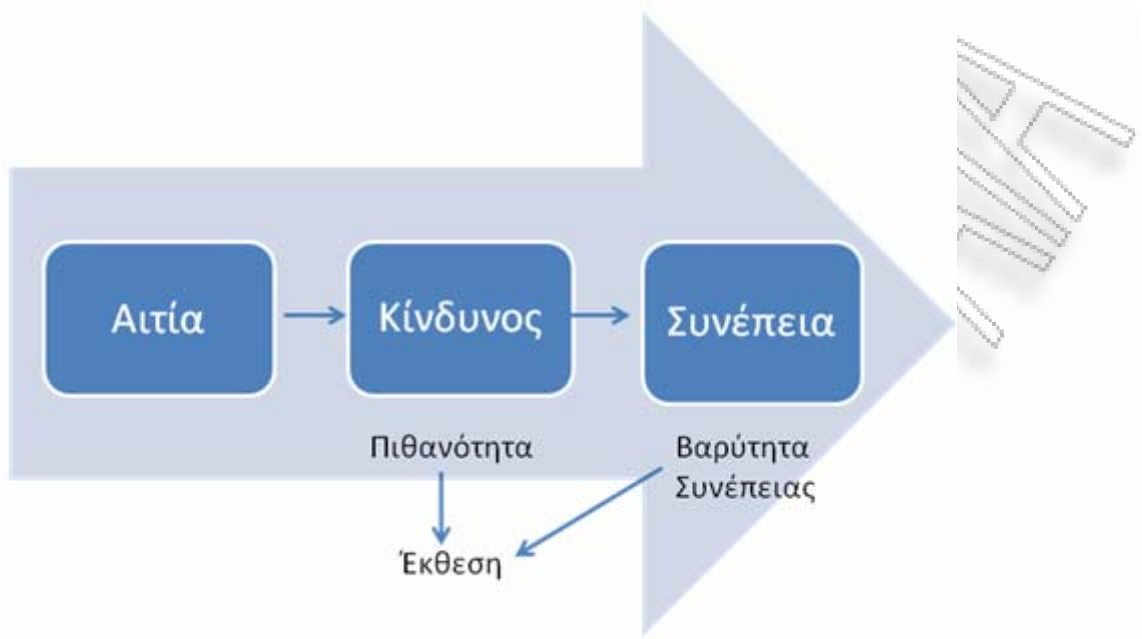 Αιτία
Κίνδυνος
Συνέπεια
Πιθανότητα
Βαρύτητα
Συνέπειας
Έκθεση